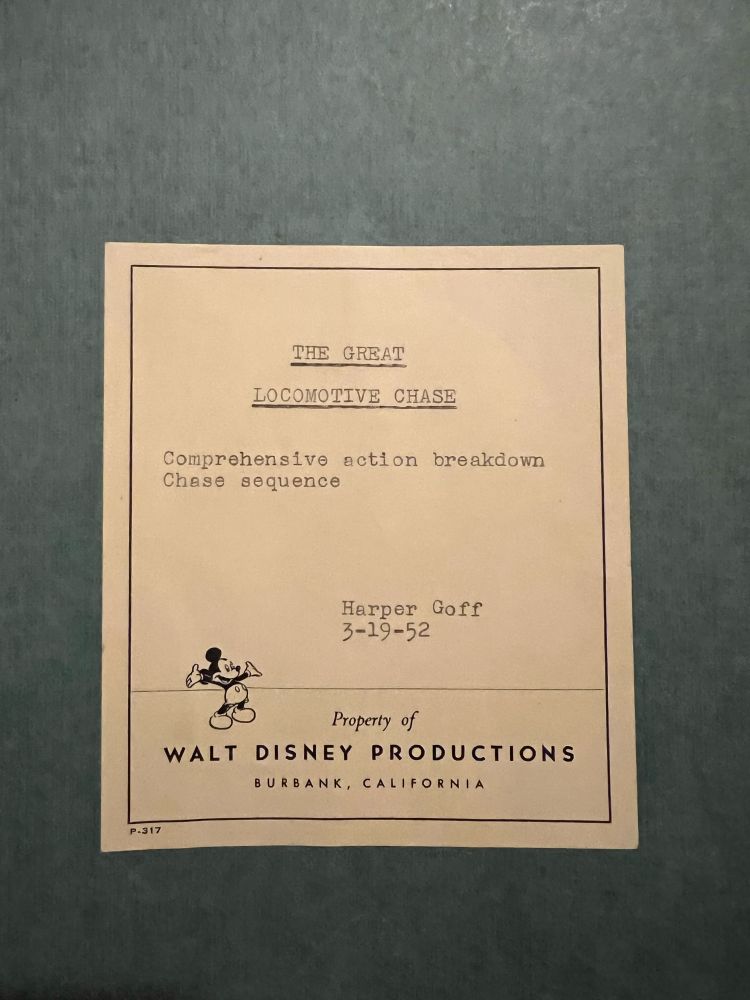 THE GREAT
LOCOMOTIVE CHASE
Comprehensive action breakdown
Chase sequence
Harper Goff
3-19-52
Property of
WALT DISNEY PRODUCTIONS
BURBANK, CALIFORNIA
P-317